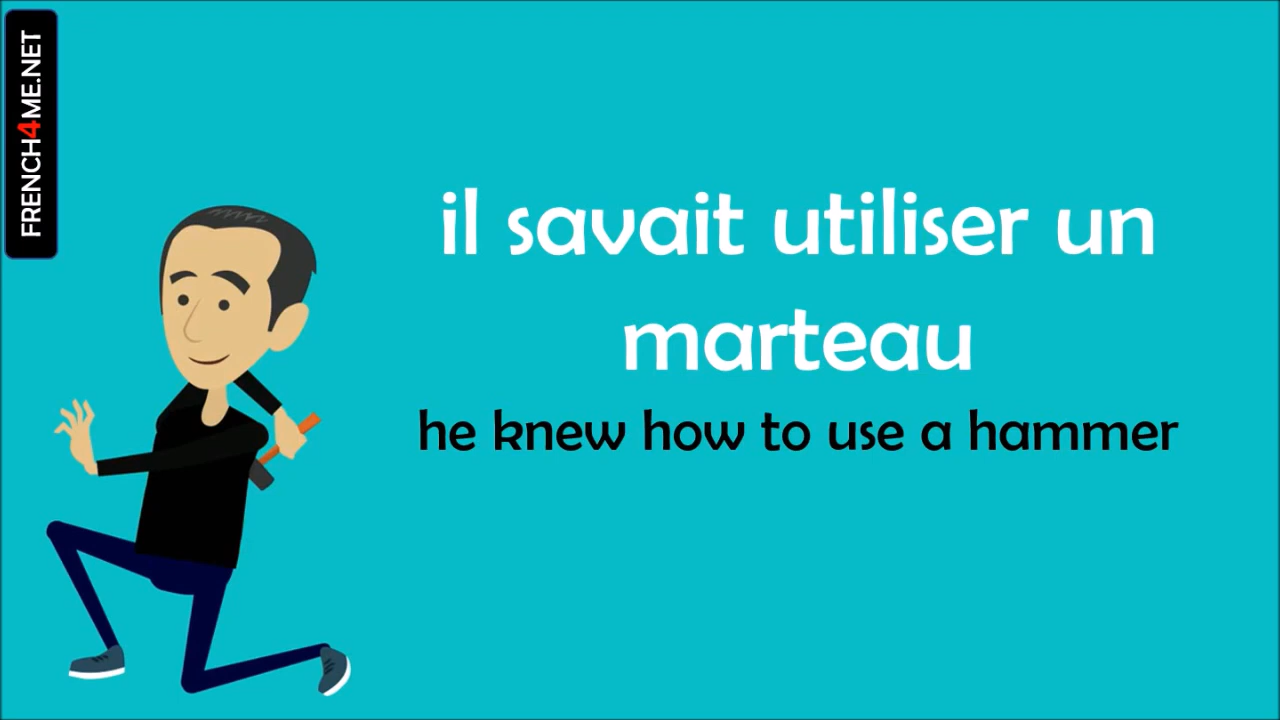 FRENCH4ME.NET
il savait utiliser un
marteau
he knew how to use a hammer